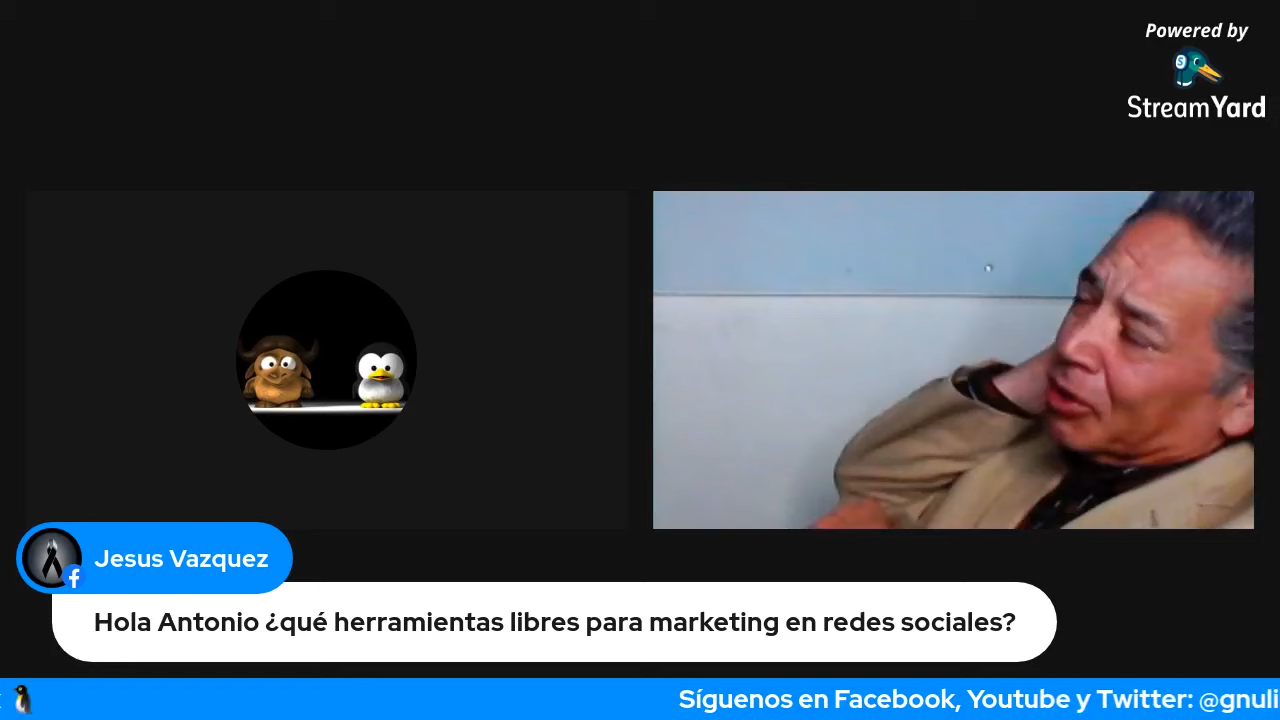 Powered by
S
StreamYard
Jesus Vazquez
Hola Antonio ¿qué herramientas libres para marketing en redes sociales?
Síguenos en Facebook, Youtube y Twitter: @gnuli